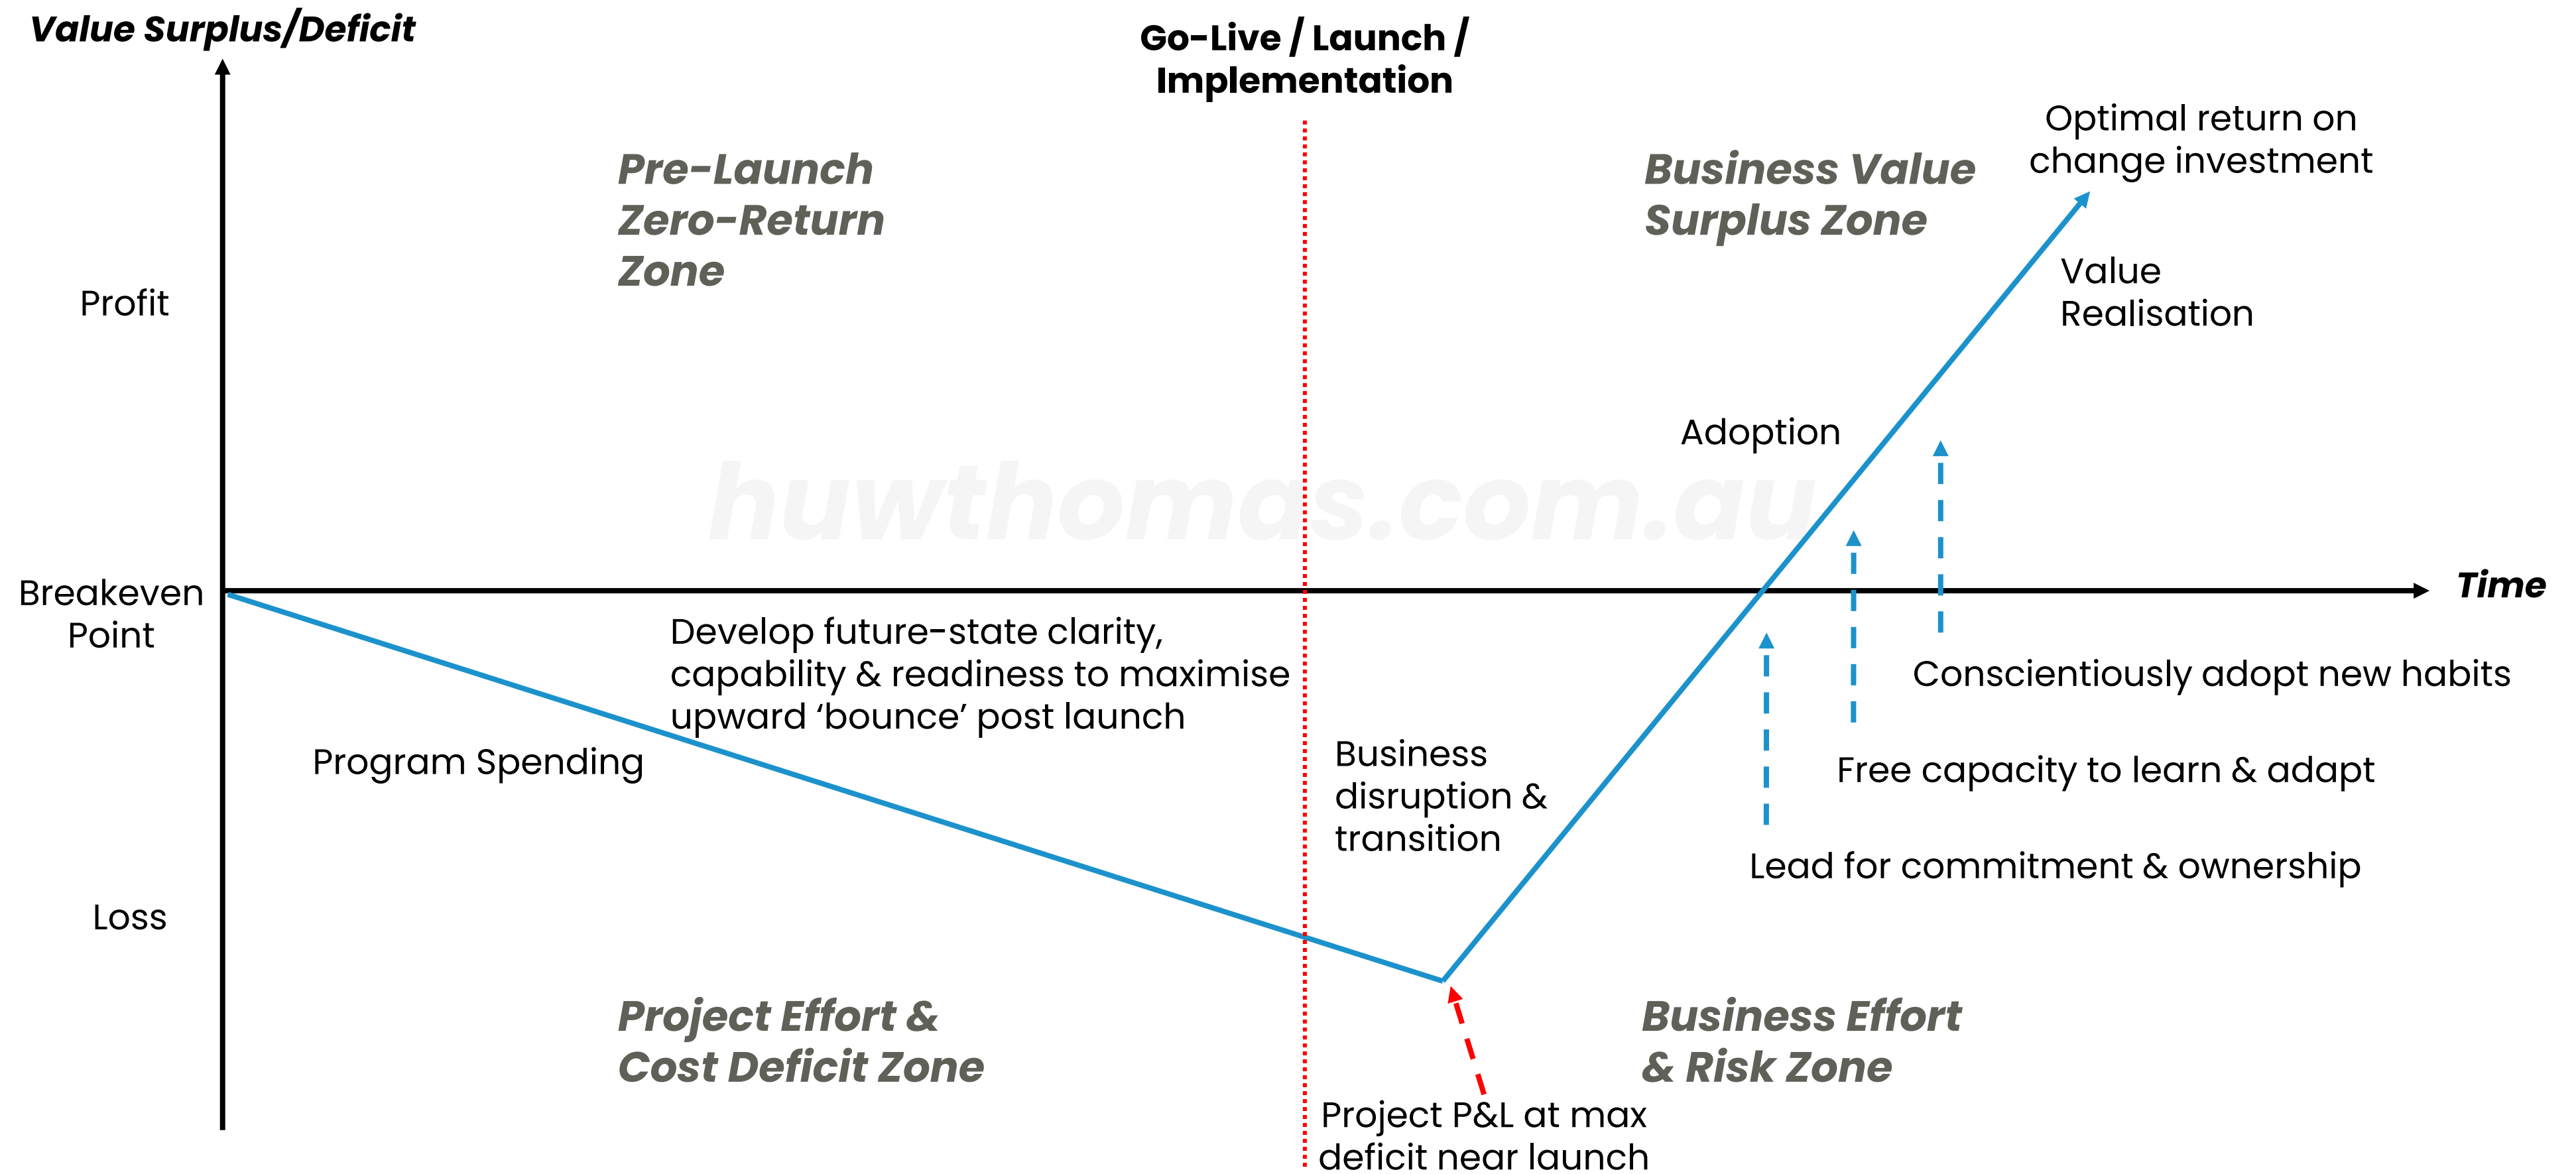 Value Surplus/Deficit
Go-Live / Launch /
Implementation
Optimal return on
change investment
Pre-Launch
Zero-Return
Zone
Business Value
Surplus Zone
Value
Realisation
Profit
Adoption
huwthomas.com.au
Breakeven
Point
Time
Develop future-state clarity,
capability & readiness to maximise
upward ‘bounce’ post launch
Conscientiously adopt new habits
Program Spending
Business
disruption &
transition
Free capacity to learn & adapt
Lead for commitment & ownership
Loss
Project Effort &
Cost Deficit Zone
Business Effort
& Risk Zone
Project P&L at max
deficit near launch